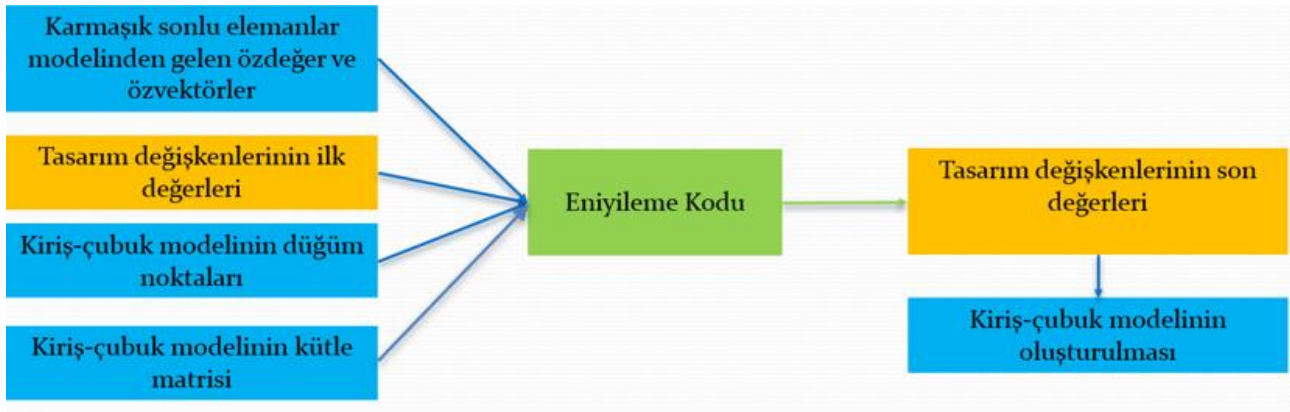 Karmaşık sonlu elemanlar
modelinden gelen özdeğer ve
özvektörler
Tasarım değişkenlerinin ilk
değerleri
Kiriş-çubuk modelinin düğüm
noktaları
Kiriş-çubuk modelinin kütle
matrisi
Eniyileme Kodu
Tasarım değişkenlerinin son
değerleri
Kiriş-çubuk modelinin
oluşturulması